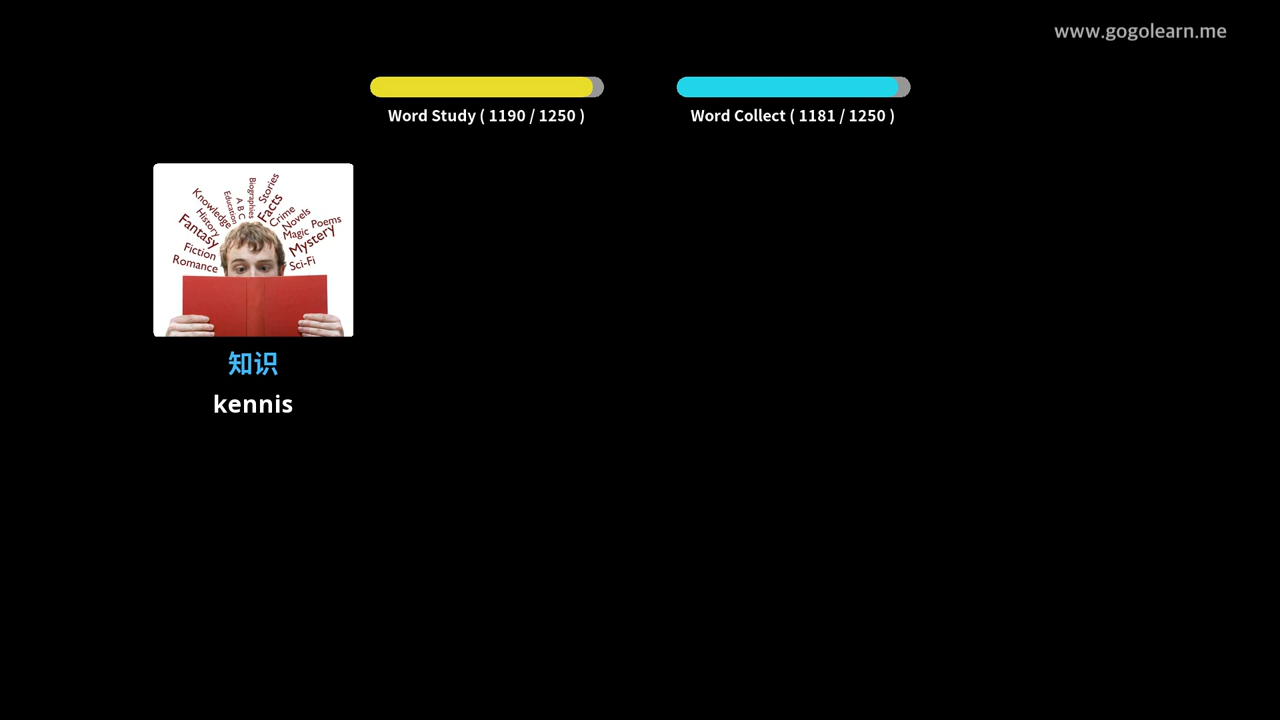 www.gogolearn.me
Word Study ( 1190 / 1250 )
Word Collect ( 1181 / 1250 )
Knowledge
History
Fantasy
Fiction
Romance
Education
A B C
Biographies
Stories
Facts
Crime
Novels
Magic
Poems
Mystery
Sci-Fi
知识
kennis